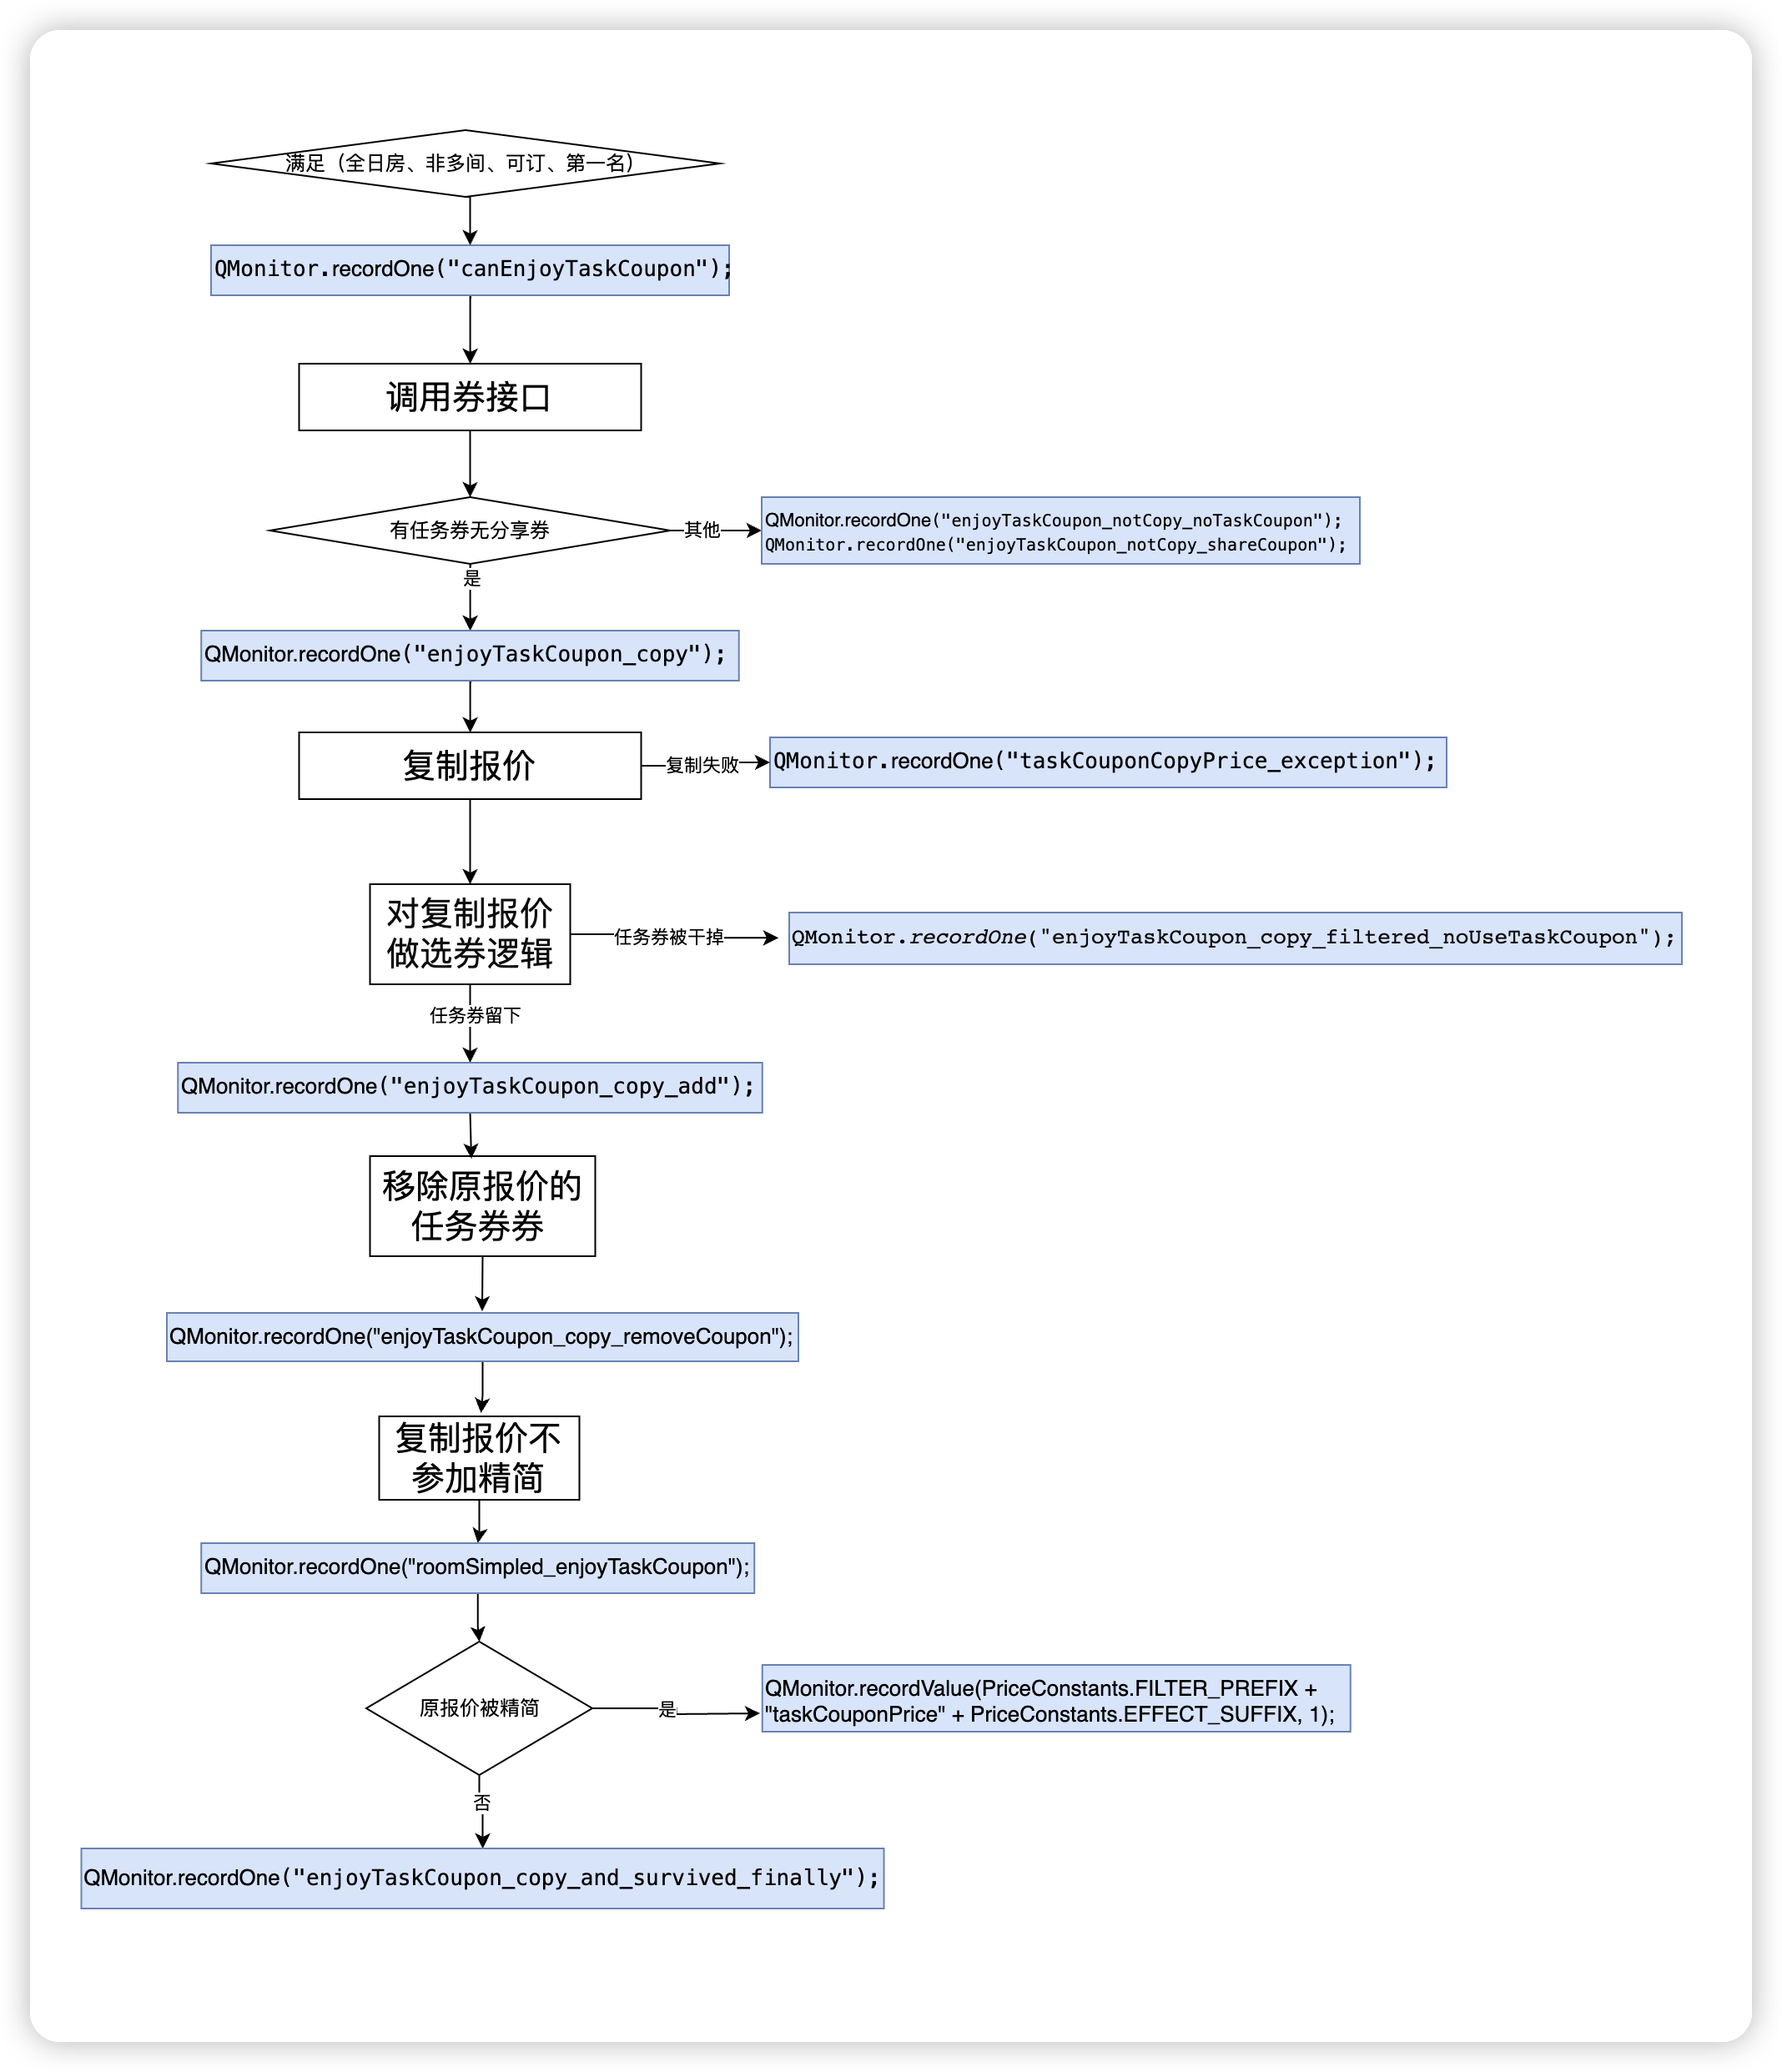 满足（全日房、非多间、可订、第一名）
QMonitor.recordOne("canEnjoyTaskCoupon");
调用券接口
有任务券无分享券
其他
QMonitor.recordOne("enjoyTaskCoupon_notCopy_noTaskCoupon");
QMonitor.recordOne("enjoyTaskCoupon_notCopy_shareCoupon");
是
QMonitor.recordOne("enjoyTaskCoupon_copy");
复制报价
复制失败
QMonitor.recordOne("taskCouponCopyPrice_exception");
对复制报价
做选券逻辑
任务券被干掉
QMonitor.recordOne("enjoyTaskCoupon_copy_filtered_noUseTaskCoupon");
任务券留下
QMonitor.recordOne("enjoyTaskCoupon_copy_add");
移除原报价的
任务券券
QMonitor.recordOne("enjoyTaskCoupon_copy_removeCoupon");
复制报价不
参加精简
QMonitor.recordOne("roomSimpled_enjoyTaskCoupon");
原报价被精简
是
QMonitor.recordValue(PriceConstants.FILTER_PREFIX +
"taskCouponPrice" + PriceConstants.EFFECT_SUFFIX, 1);
否
QMonitor.recordOne("enjoyTaskCoupon_copy_and_survived_finally");